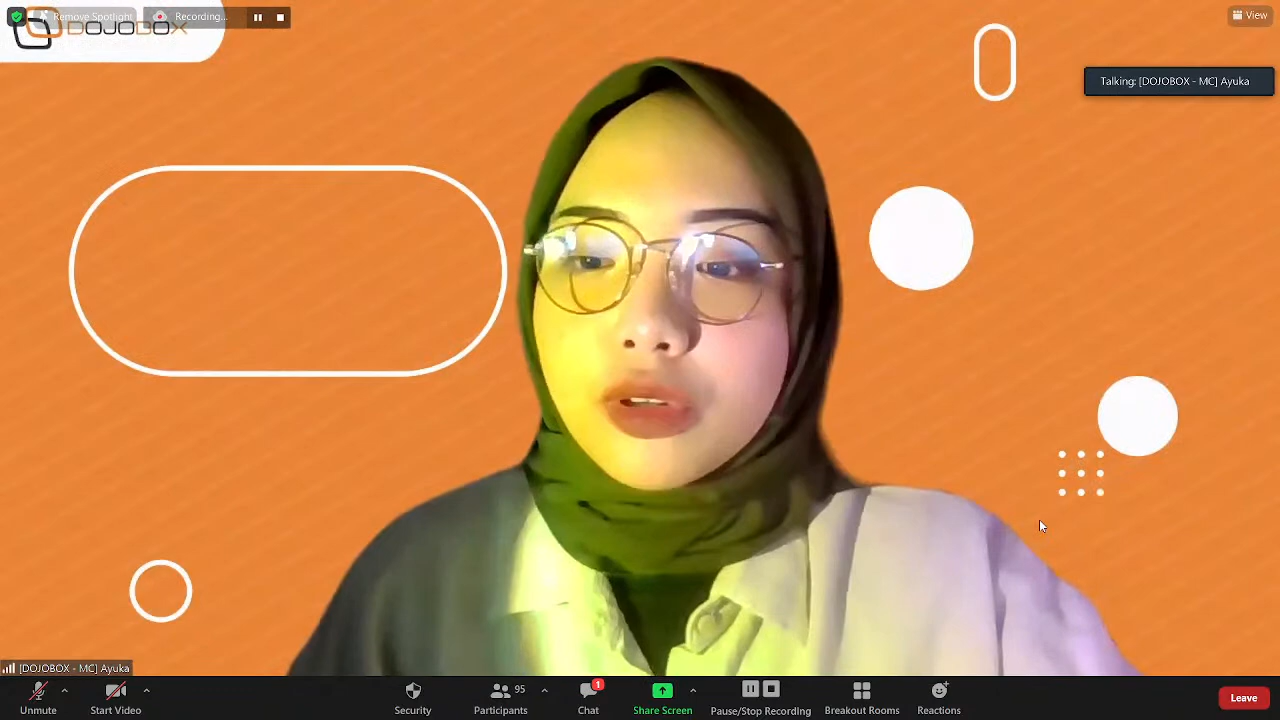 Remove Spotlight
Recording...
View
DOJOBOX
Talking: [DOJOBOX - MC] Ayuka
[DOJOBOX - MC] Ayuka
Unmute
Start Video
Security
95
Participants
1
Chat
Share Screen
Pause/Stop Recording
Breakout Rooms
Reactions
Leave